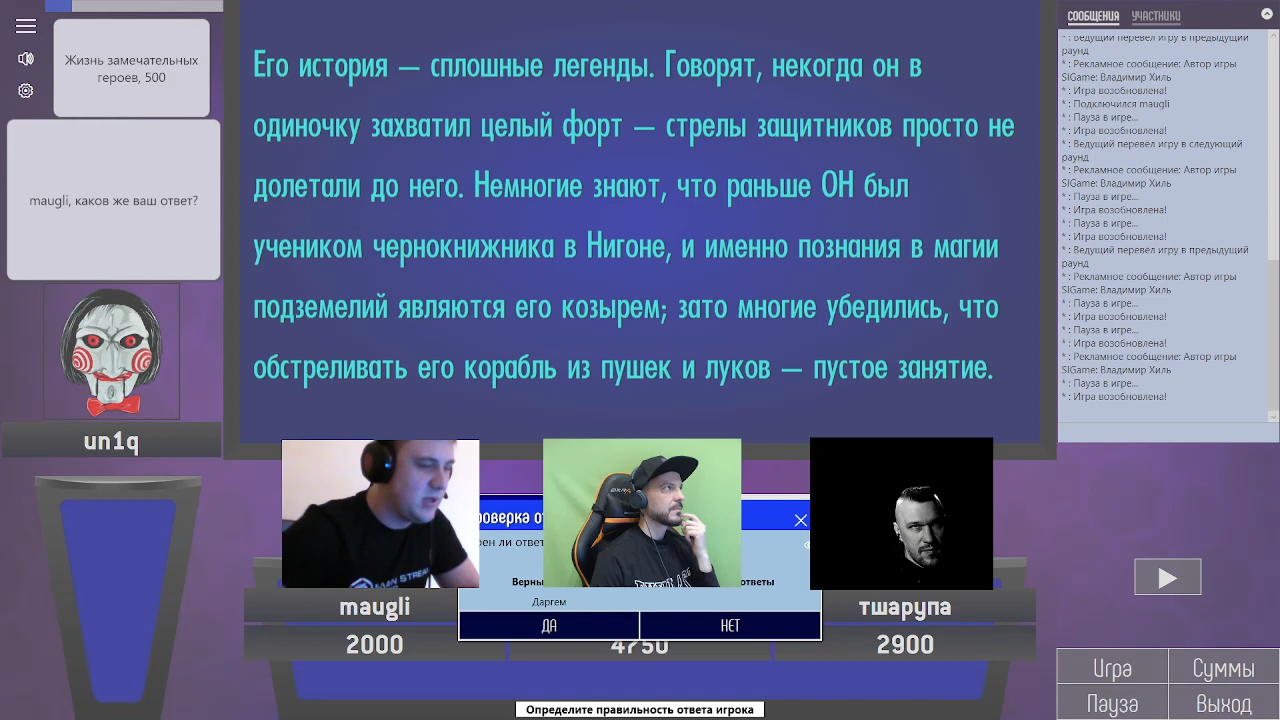 Жизнь замечательных
героев, 500
maugli, каков же ваш ответ?
un1q
Его история — сплошные легенды. Говорят, некогда он в
одиночку захватил целый форт — стрелы защитников просто не
долетали до него. Немногие знают, что раньше ОН был
учеником чернокнижника в Нигоне, и именно познания в магии
подземелий являются его козырем; зато многие убедились, что
обстреливать его корабль из пушек и луков — пустое занятие.
СООБЩЕНИЯ УЧАСТНИКИ
* : Ведущий перевёл игру в предыдущий
раунд
* : Рекламное сообщение: Автор игры
SIGame: Владимир Хиль
* : Игра возобновлена!
* : Подключился maugli
* : Пауза в игре...
* : Игра возобновлена!
* : Ведущий перевёл игру в следующий
раунд
* : Рекламное сообщение: Автор игры
SIGame: Владимир Хиль
* : Пауза в игре...
* : Игра возобновлена!
* : Пауза в игре...
* : Игра возобновлена!
* : Ведущий перевёл игру в предыдущий
раунд
* : Рекламное сообщение: Автор игры
SIGame: Владимир Хиль
* : Пауза в игре...
* : Игра возобновлена!
* : Пауза в игре...
* : Игра возобновлена!
* : Рекламное сообщение: Автор игры
SIGame: Владимир Хиль
* : Пауза в игре...
* : Игра возобновлена!
ли ответ
ответы
Даргем
ДА НЕТ
maugli
2000
4750
тшарупа
2900
Определите правильность ответа игрока
Игра Суммы
Пауза Выход